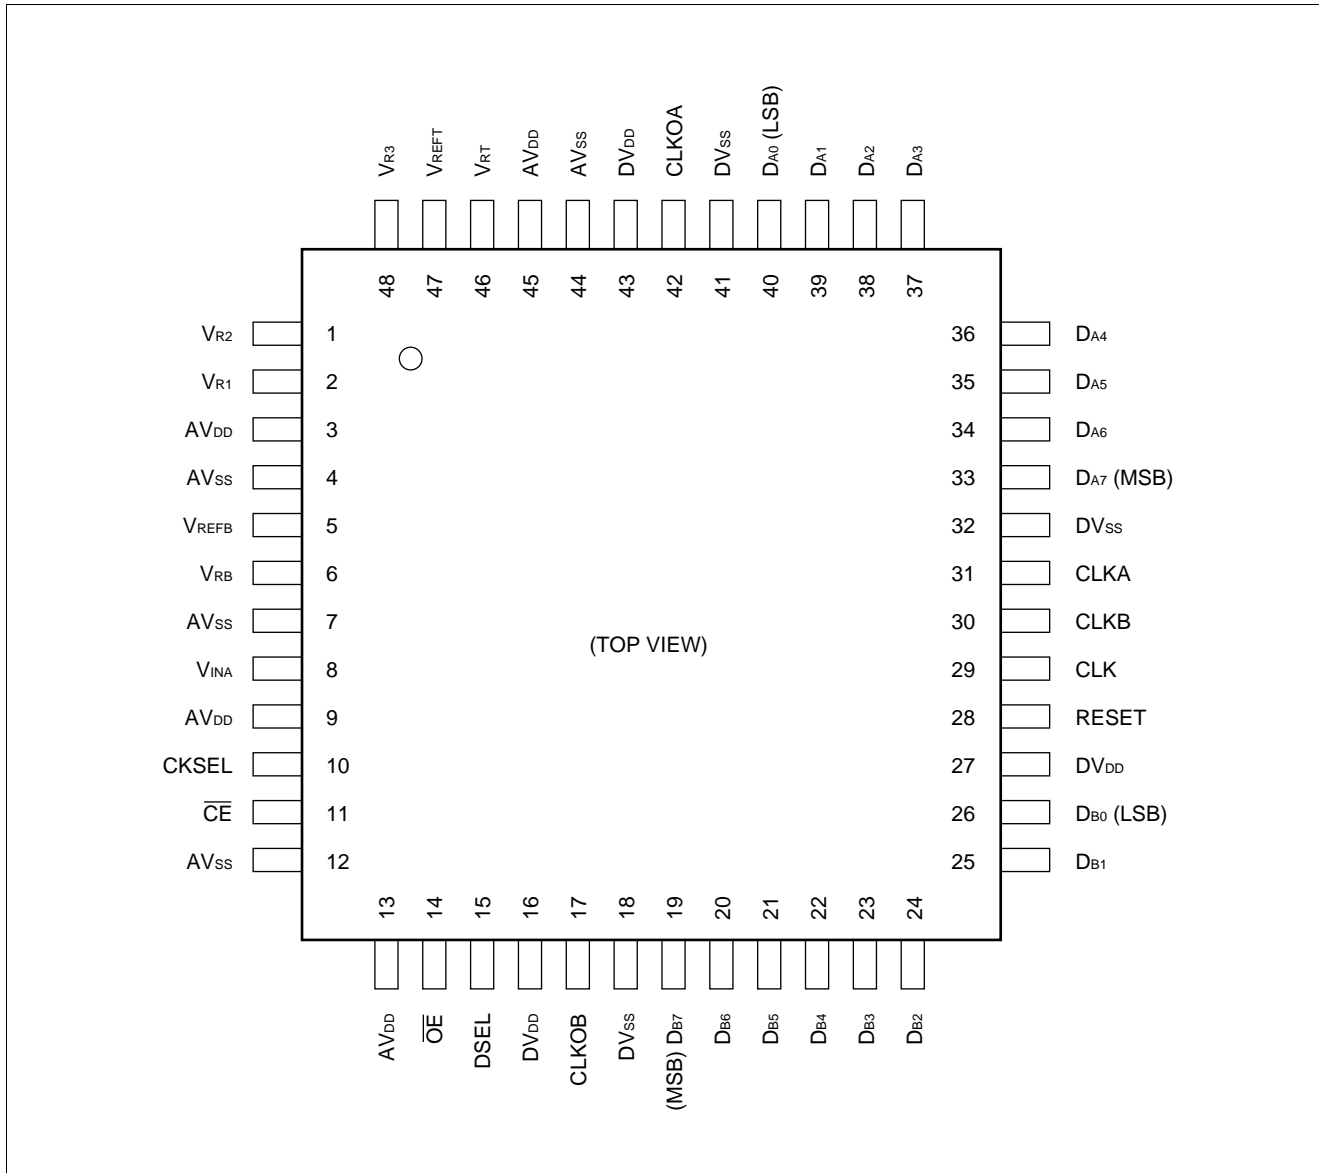 VR3 VREFT VRT AVDD AVSS DVDD CLKOA DVSS DA0 (LSB) DA1 DA2 DA3
48 47 46 45 44 43 42 41 40 39 38 37
VR2 1 36 DA4
VR1 2 35 DA5
AVDD 3 34 DA6
AVSS 4 33 DA7 (MSB)
VREFB 5 32 DVSS
VRB 6 31 CLKA
AVSS 7 30 CLKB
(TOP VIEW)
VINA 8 29 CLK
AVDD 9 28 RESET
CKSEL 10 27 DVDD
C̅E̅ 11 26 DB0 (LSB)
AVSS 12 25 DB1
13 14 15 16 17 18 19 20 21 22 23 24
AVDD O̅E̅ DSEL DVDD CLKOB DVSS (MSB) DB7 DB6 DB5 DB4 DB3 DB2